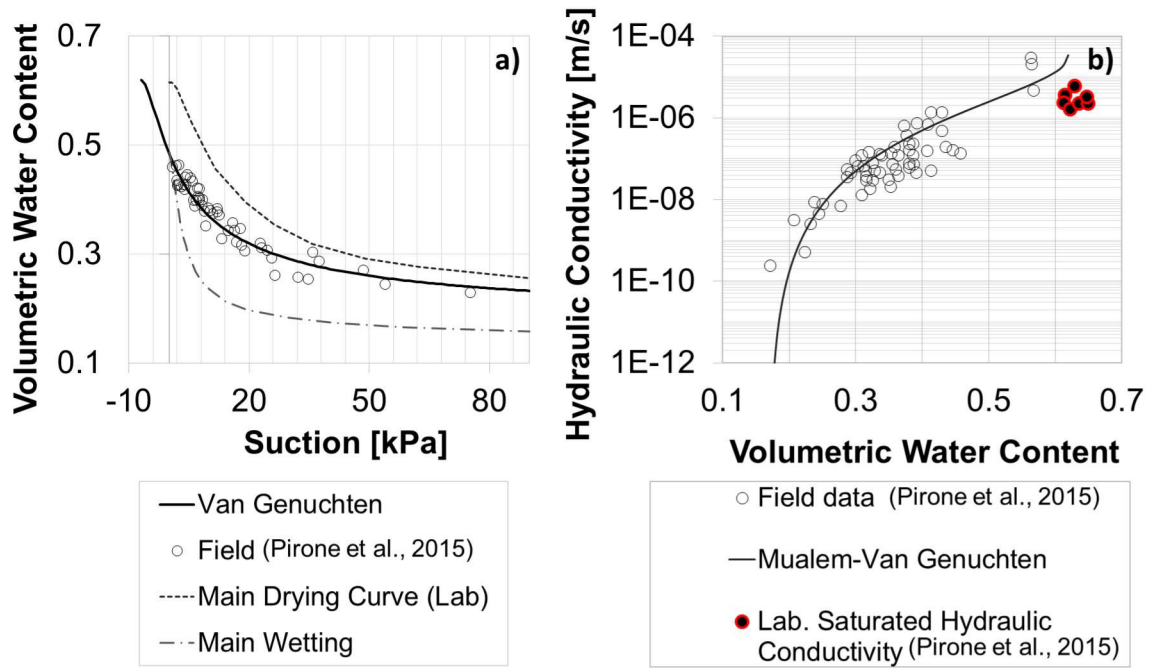 Volumetric Water Content
0.7
0.5
0.3
0.1
a)
-10
20
50
80
Suction [kPa]
Van Genuchten
Field (Pirone et al., 2015)
Main Drying Curve (Lab)
Main Wetting
Hydraulic Conductivity [m/s]
1E-04
1E-06
1E-08
1E-10
1E-12
b)
0.1
0.3
0.5
0.7
Volumetric Water Content
Field data (Pirone et al., 2015)
Mualem-Van Genuchten
Lab. Saturated Hydraulic
Conductivity (Pirone et al., 2015)